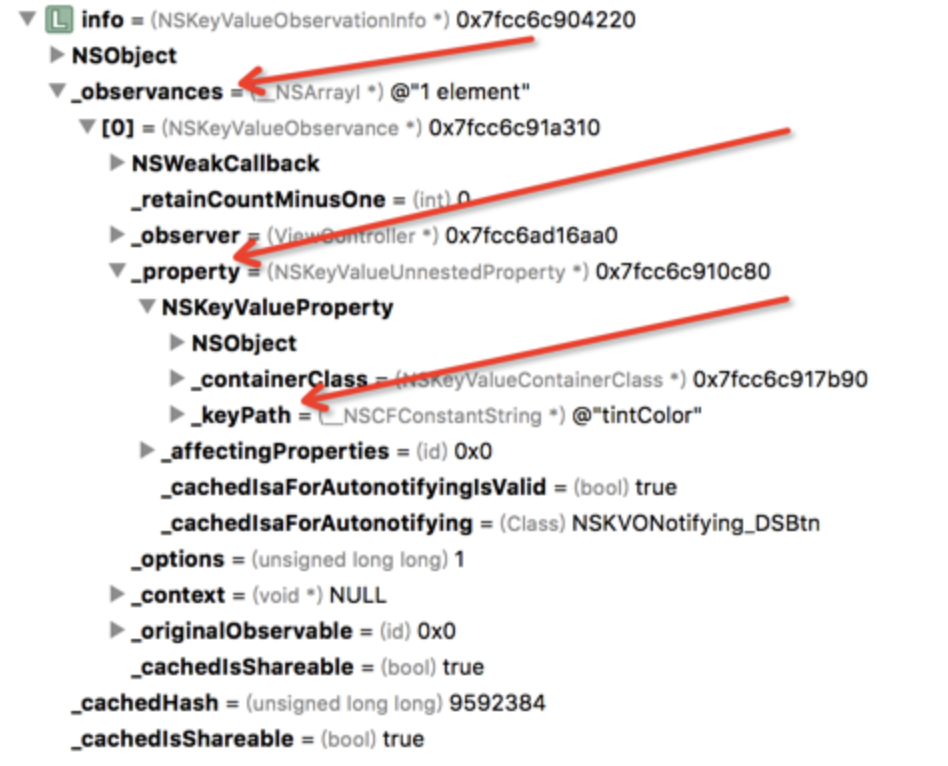 L info = (NSKeyValueObservationInfo *) 0x7fcc6c904220
NSObject
_observances = (__NSArrayI *) @"1 element"
[0] = (NSKeyValueObservance *) 0x7fcc6c91a310
NSWeakCallback
_retainCountMinusOne = (int) 0
_observer = (ViewController *) 0x7fcc6ad16aa0
_property = (NSKeyValueUnnestedProperty *) 0x7fcc6c910c80
NSKeyValueProperty
NSObject
_containerClass = (NSKeyValueContainerClass *) 0x7fcc6c917b90
_keyPath = (__NSCFConstantString *) @"tintColor"
_affectingProperties = (id) 0x0
_cachedIsaForAutonotifyingIsValid = (bool) true
_cachedIsaForAutonotifying = (Class) NSKVONotifying_DSBtn
_options = (unsigned long long) 1
_context = (void *) NULL
_originalObservable = (id) 0x0
_cachedIsShareable = (bool) true
_cachedHash = (unsigned long long) 9592384
_cachedIsShareable = (bool) true